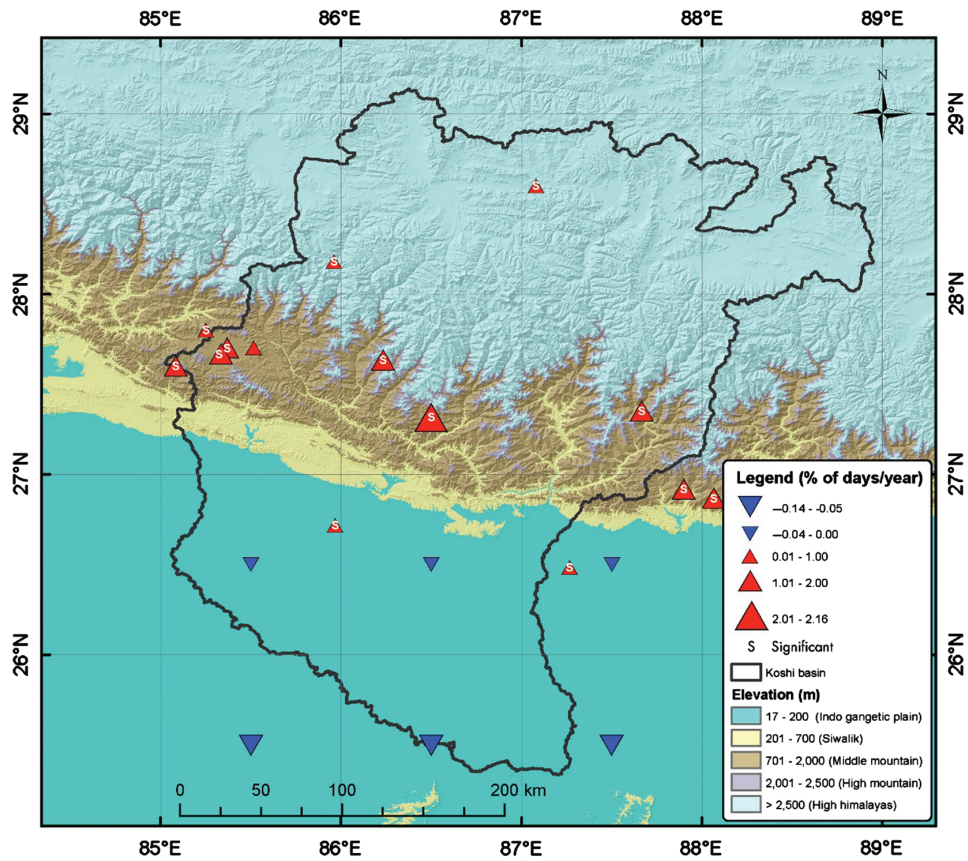 85°E 86°E 87°E 88°E 89°E
N
29°N 29°N
S
S
28°N 28°N
S
S
S
S
S
S
S
27°N 27°N
S
S
S
S
Legend (% of days/year)
−0.14 - -0.05
−0.04 - 0.00
0.01 - 1.00
1.01 - 2.00
2.01 - 2.16
S Significant
Koshi basin
Elevation (m)
17 - 200 (Indo gangetic plain)
201 - 700 (Siwalik)
701 - 2,000 (Middle mountain)
2,001 - 2,500 (High mountain)
> 2,500 (High himalayas)
26°N 26°N
0 50 100 200 km
85°E 86°E 87°E 88°E 89°E